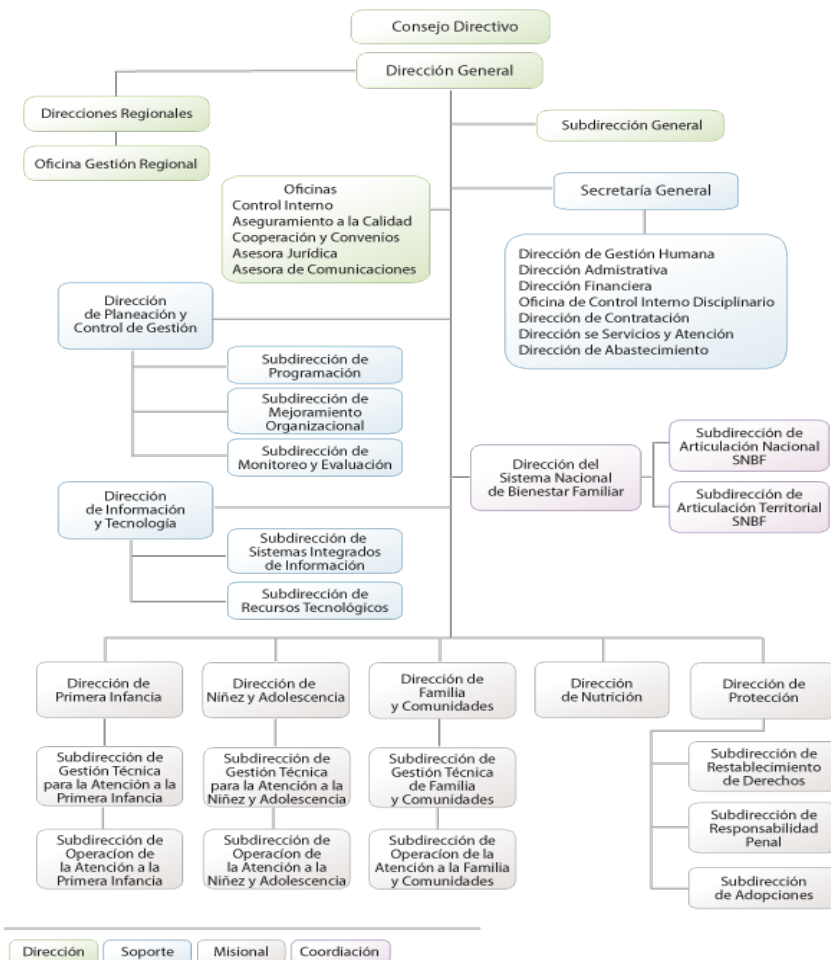 Consejo Directivo
Dirección General
Direcciones Regionales
Oficina Gestión Regional
Subdirección General
Secretaría General
Oficinas
Control Interno
Aseguramiento a la Calidad
Cooperación y Convenios
Asesora Jurídica
Asesora de Comunicaciones
Dirección de Gestión Humana
Dirección Admistrativa
Dirección Financiera
Oficina de Control Interno Disciplinario
Dirección de Contratación
Dirección se Servicios y Atención
Dirección de Abastecimiento
Dirección
de Planeación y
Control de Gestión
Subdirección de
Programación
Subdirección de
Mejoramiento
Organizacional
Subdirección de
Monitoreo y Evaluación
Dirección del
Sistema Nacional
de Bienestar Familiar
Subdirección de
Articulación Nacional
SNBF
Subdirección de
Articulación Territorial
SNBF
Dirección
de Información
y Tecnología
Subdirección de
Sistemas Integrados
de Información
Subdirección de
Recursos Tecnológicos
Dirección de
Primera Infancia
Subdirección de
Gestión Técnica
para la Atención a la
Primera Infancia
Subdirección de
Operacíon de
la Atención a la
Primera Infancia
Dirección de
Niñez y Adolescencia
Subdirección de
Gestión Técnica
para la Atención a la
Niñez y Adolescencia
Subdirección de
Operacíon de
la Atención a la
Niñez y Adolescencia
Dirección de
Familia
y Comunidades
Subdirección de
Gestión Técnica
de Familia
y Comunidades
Subdirección de
Operacíon de la
Atención a la Familia
y Comunidades
Dirección
de Nutrición
Dirección de
Protección
Subdirección de
Restablecimiento
de Derechos
Subdirección de
Responsabilidad
Penal
Subdirección
de Adopciones
Dirección
Soporte
Misional
Coordiación